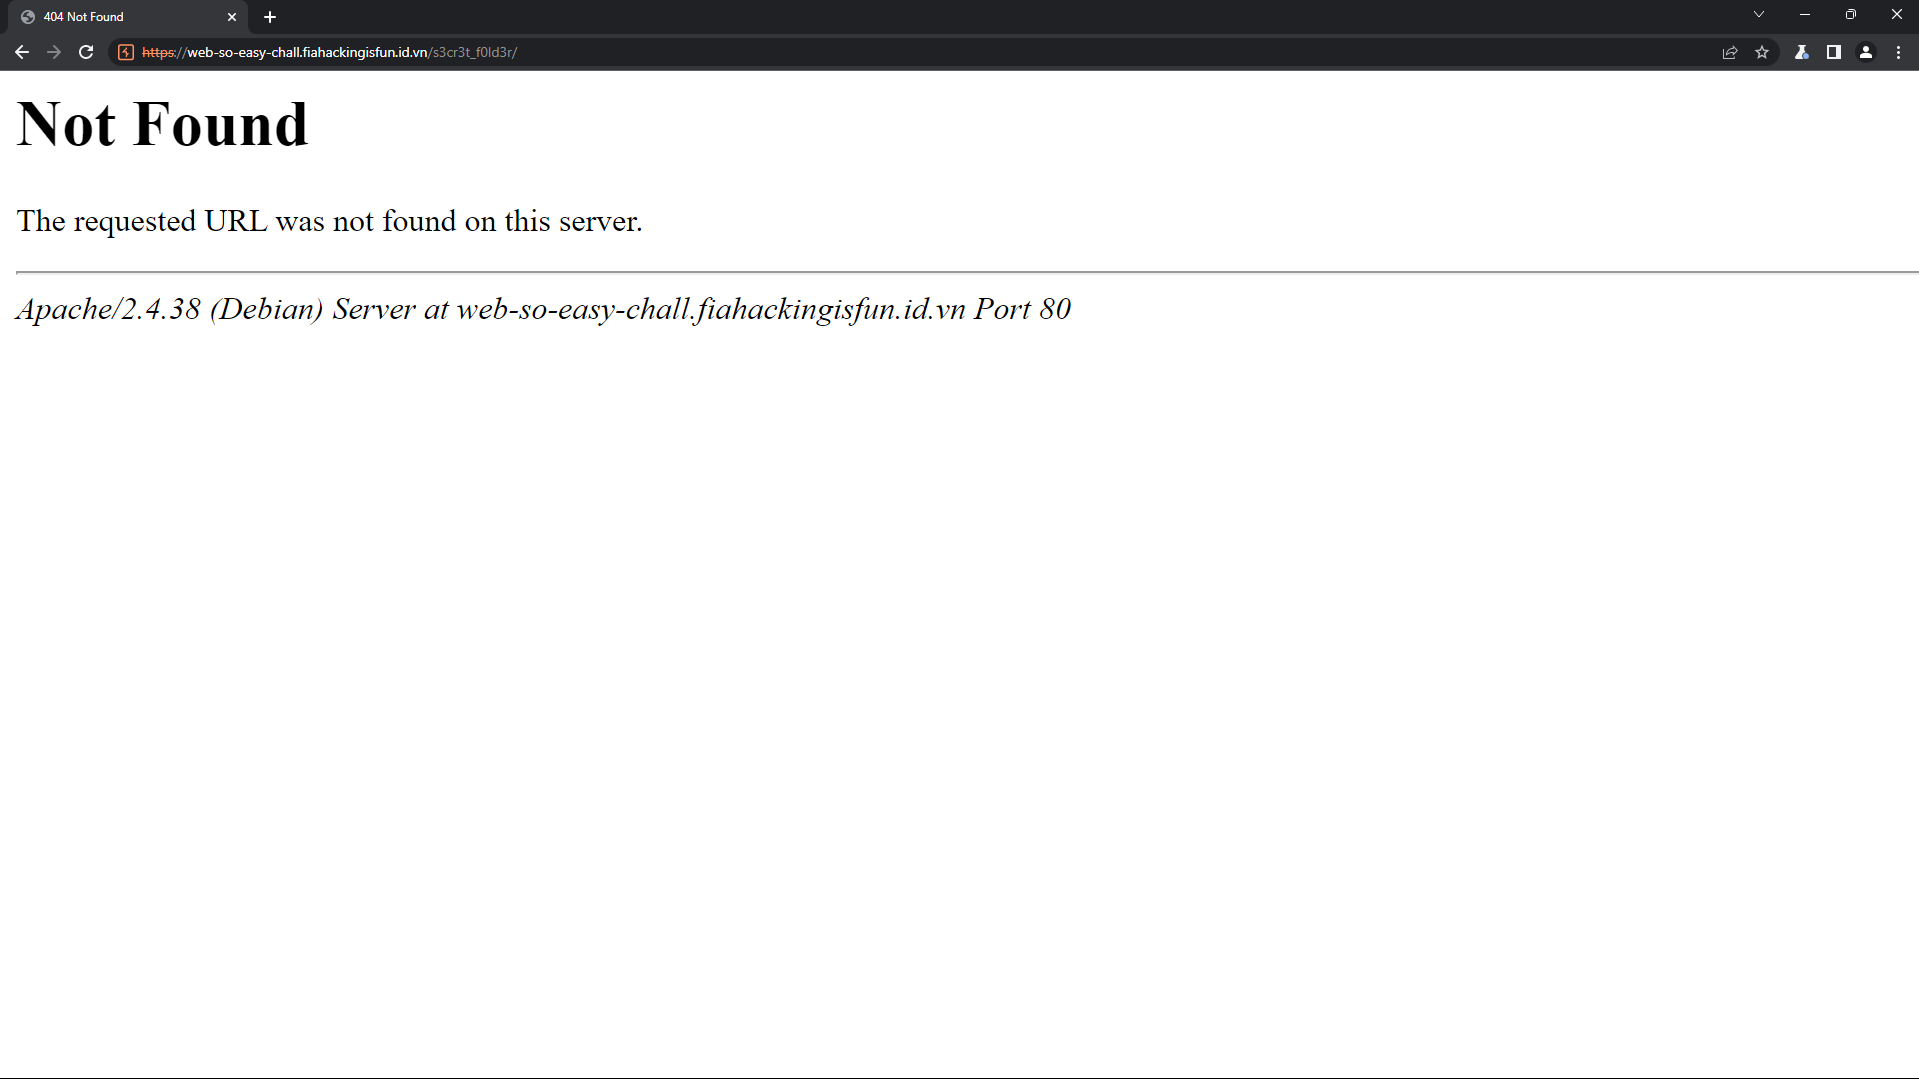 404 Not Found
https://web-so-easy-chall.fiahackingisfun.id.vn/s3cr3t_f0ld3r/
Not Found
The requested URL was not found on this server.
Apache/2.4.38 (Debian) Server at web-so-easy-chall.fiahackingisfun.id.vn Port 80